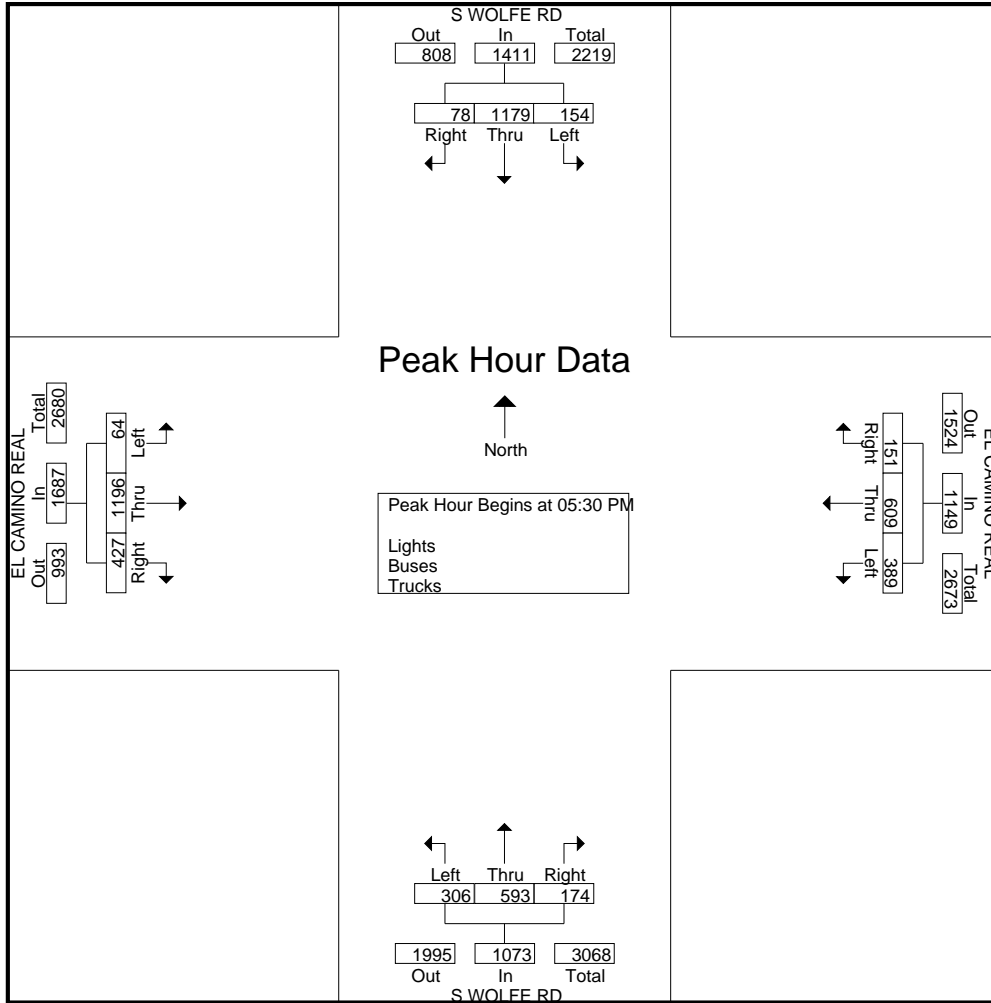 S WOLFE RD
Out In Total
808 1411 2219
78 1179 154
Right Thru Left
Peak Hour Data
North
Peak Hour Begins at 05:30 PM
Lights
Buses
Trucks
EL CAMINO REAL
Total In Out
2680 1687 993
64 1196 427
Left Thru Right
EL CAMINO REAL
Out In Total
1524 1149 2673
151 609 389
Right Thru Left
Left Thru Right
306 593 174
1995 1073 3068
Out In Total
S WOLFE RD